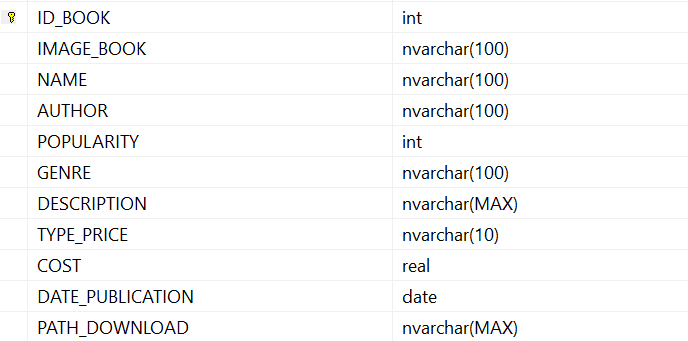 ID_BOOK int
IMAGE_BOOK nvarchar(100)
NAME nvarchar(100)
AUTHOR nvarchar(100)
POPULARITY int
GENRE nvarchar(100)
DESCRIPTION nvarchar(MAX)
TYPE_PRICE nvarchar(10)
COST real
DATE_PUBLICATION date
PATH_DOWNLOAD nvarchar(MAX)